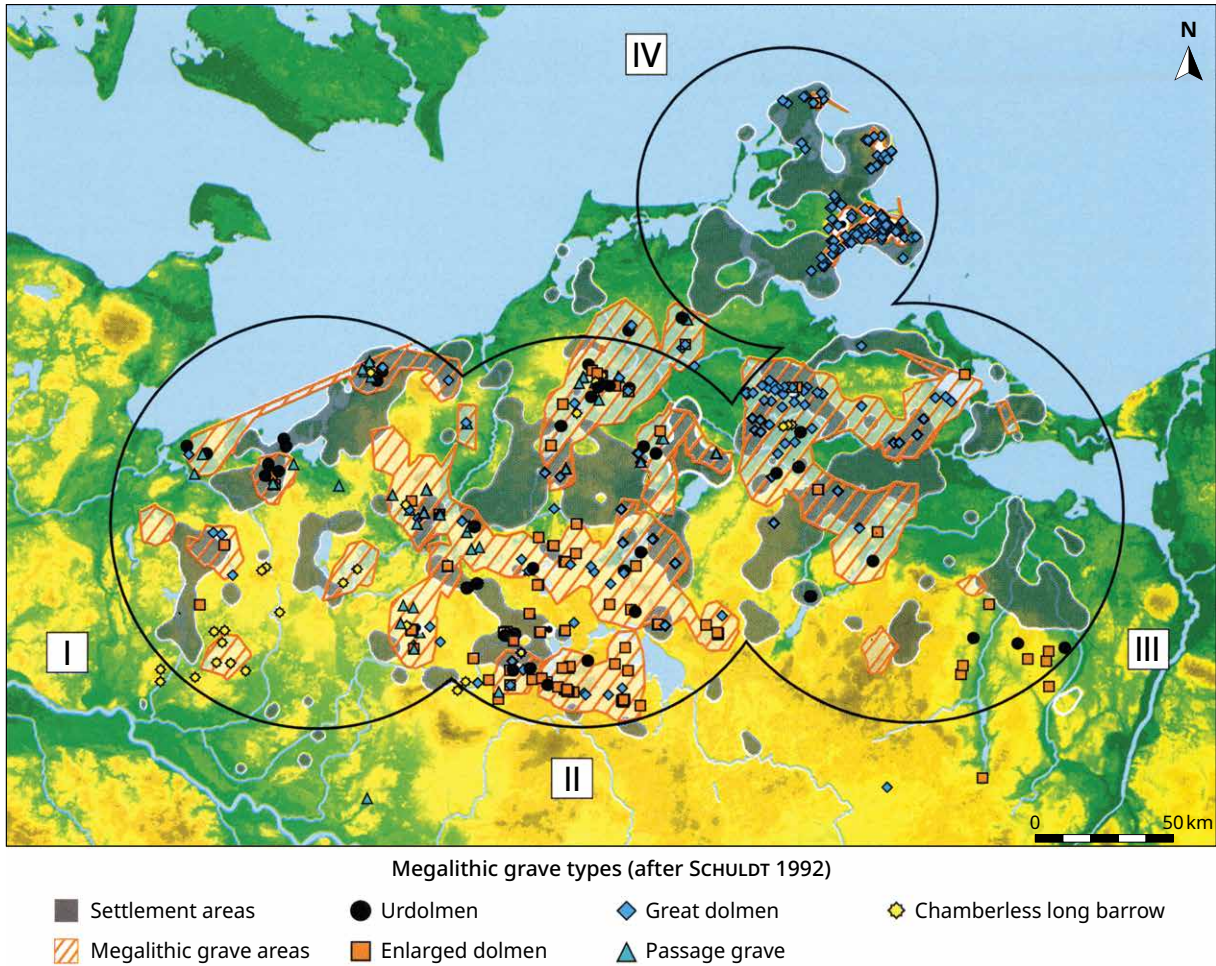 IV
N
I
III
II
0 50 km
Megalithic grave types (after SCHULDT 1992)
Settlement areas Urdolmen Great dolmen Chamberless long barrow
Megalithic grave areas Enlarged dolmen Passage grave